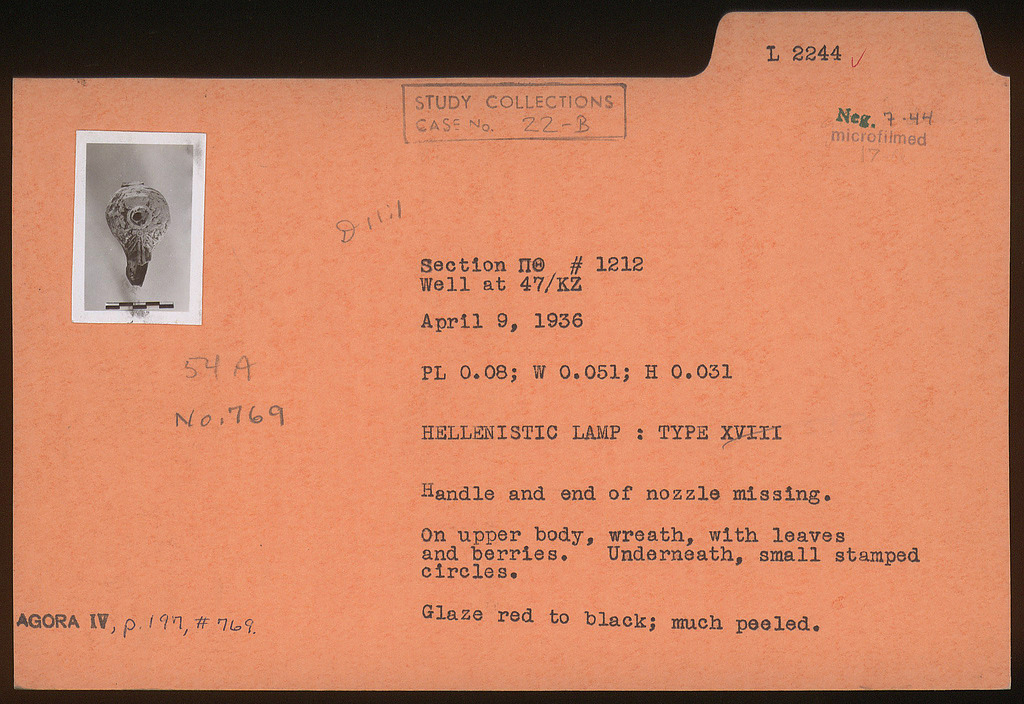 L 2244 ✓
STUDY COLLECTIONS
CASE No. 22-B
Neg. 7-44
microfilmed
Section ΠΘ # 1212
Well at 47/ΚΖ
April 9, 1936
54 A
PL 0.08; W 0.051; H 0.031
No. 769
HELLENISTIC LAMP : TYPE XVIII
Handle and end of nozzle missing.
On upper body, wreath, with leaves
and berries. Underneath, small stamped
circles.
Glaze red to black; much peeled.
AGORA IV, p. 197, # 769.